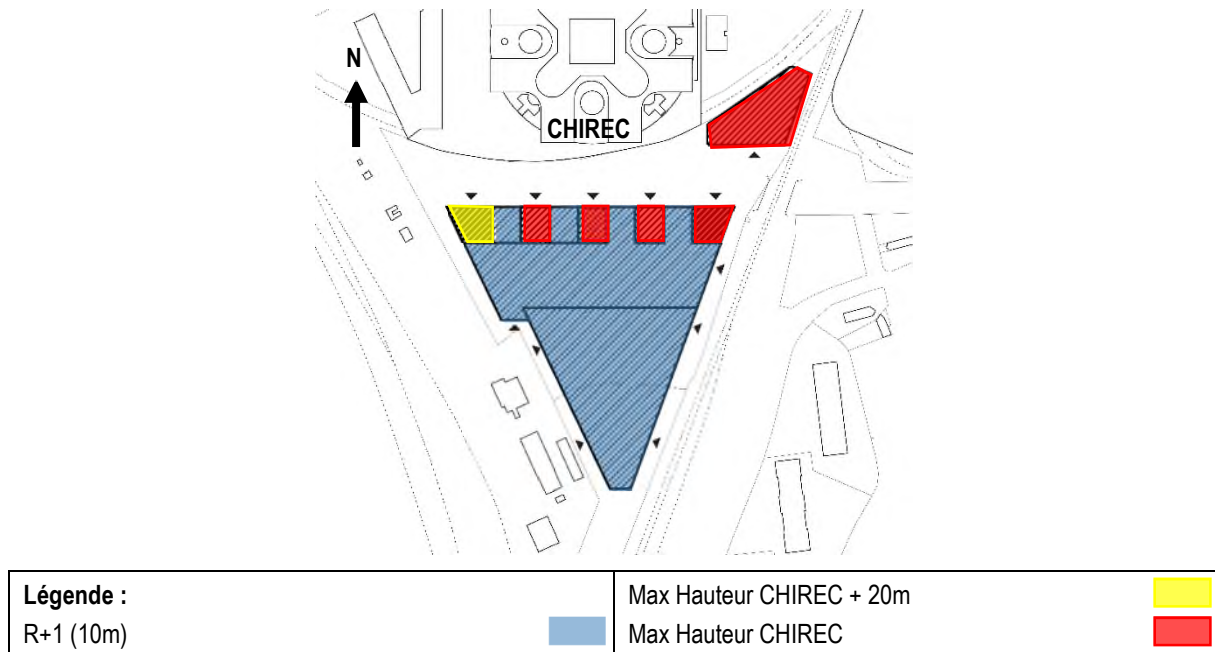 N
CHIREC
Légende :
R+1 (10m)
Max Hauteur CHIREC + 20m
Max Hauteur CHIREC